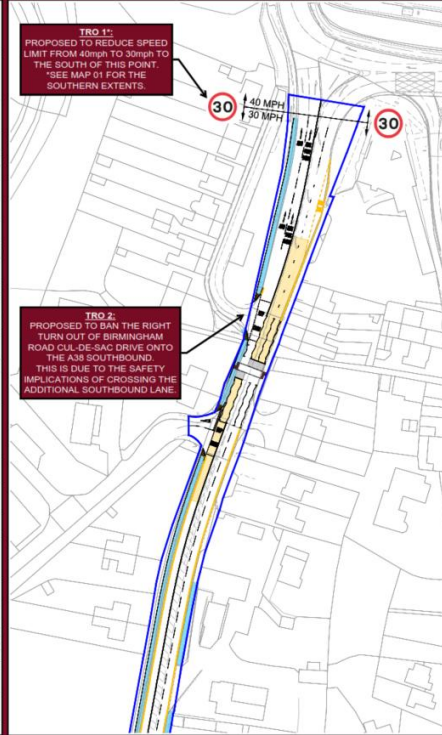 TRO 1*:
PROPOSED TO REDUCE SPEED
LIMIT FROM 40mph TO 30mph TO
THE SOUTH OF THIS POINT.
*SEE MAP 01 FOR THE
SOUTHERN EXTENTS.
30
40 MPH
30 MPH
30
TRO 2:
PROPOSED TO BAN THE RIGHT
TURN OUT OF BIRMINGHAM
ROAD CUL-DE-SAC DRIVE ONTO
THE A38 SOUTHBOUND.
THIS IS DUE TO THE SAFETY
IMPLICATIONS OF CROSSING THE
ADDITIONAL SOUTHBOUND LANE.